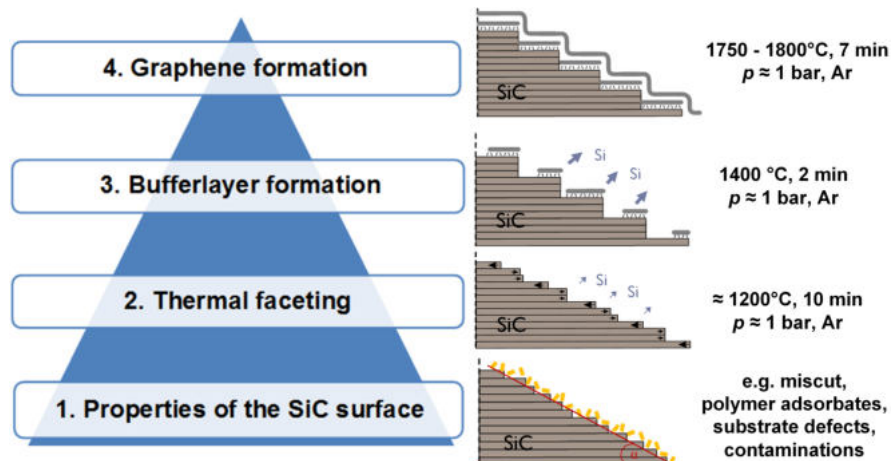 4. Graphene formation
SiC
1750 - 1800°C, 7 min
p ≈ 1 bar, Ar
3. Bufferlayer formation
Si
Si
SiC
1400 °C, 2 min
p ≈ 1 bar, Ar
2. Thermal faceting
Si
Si
SiC
≈ 1200°C, 10 min
p ≈ 1 bar, Ar
1. Properties of the SiC surface
SiC
α
e.g. miscut,
polymer adsorbates,
substrate defects,
contaminations